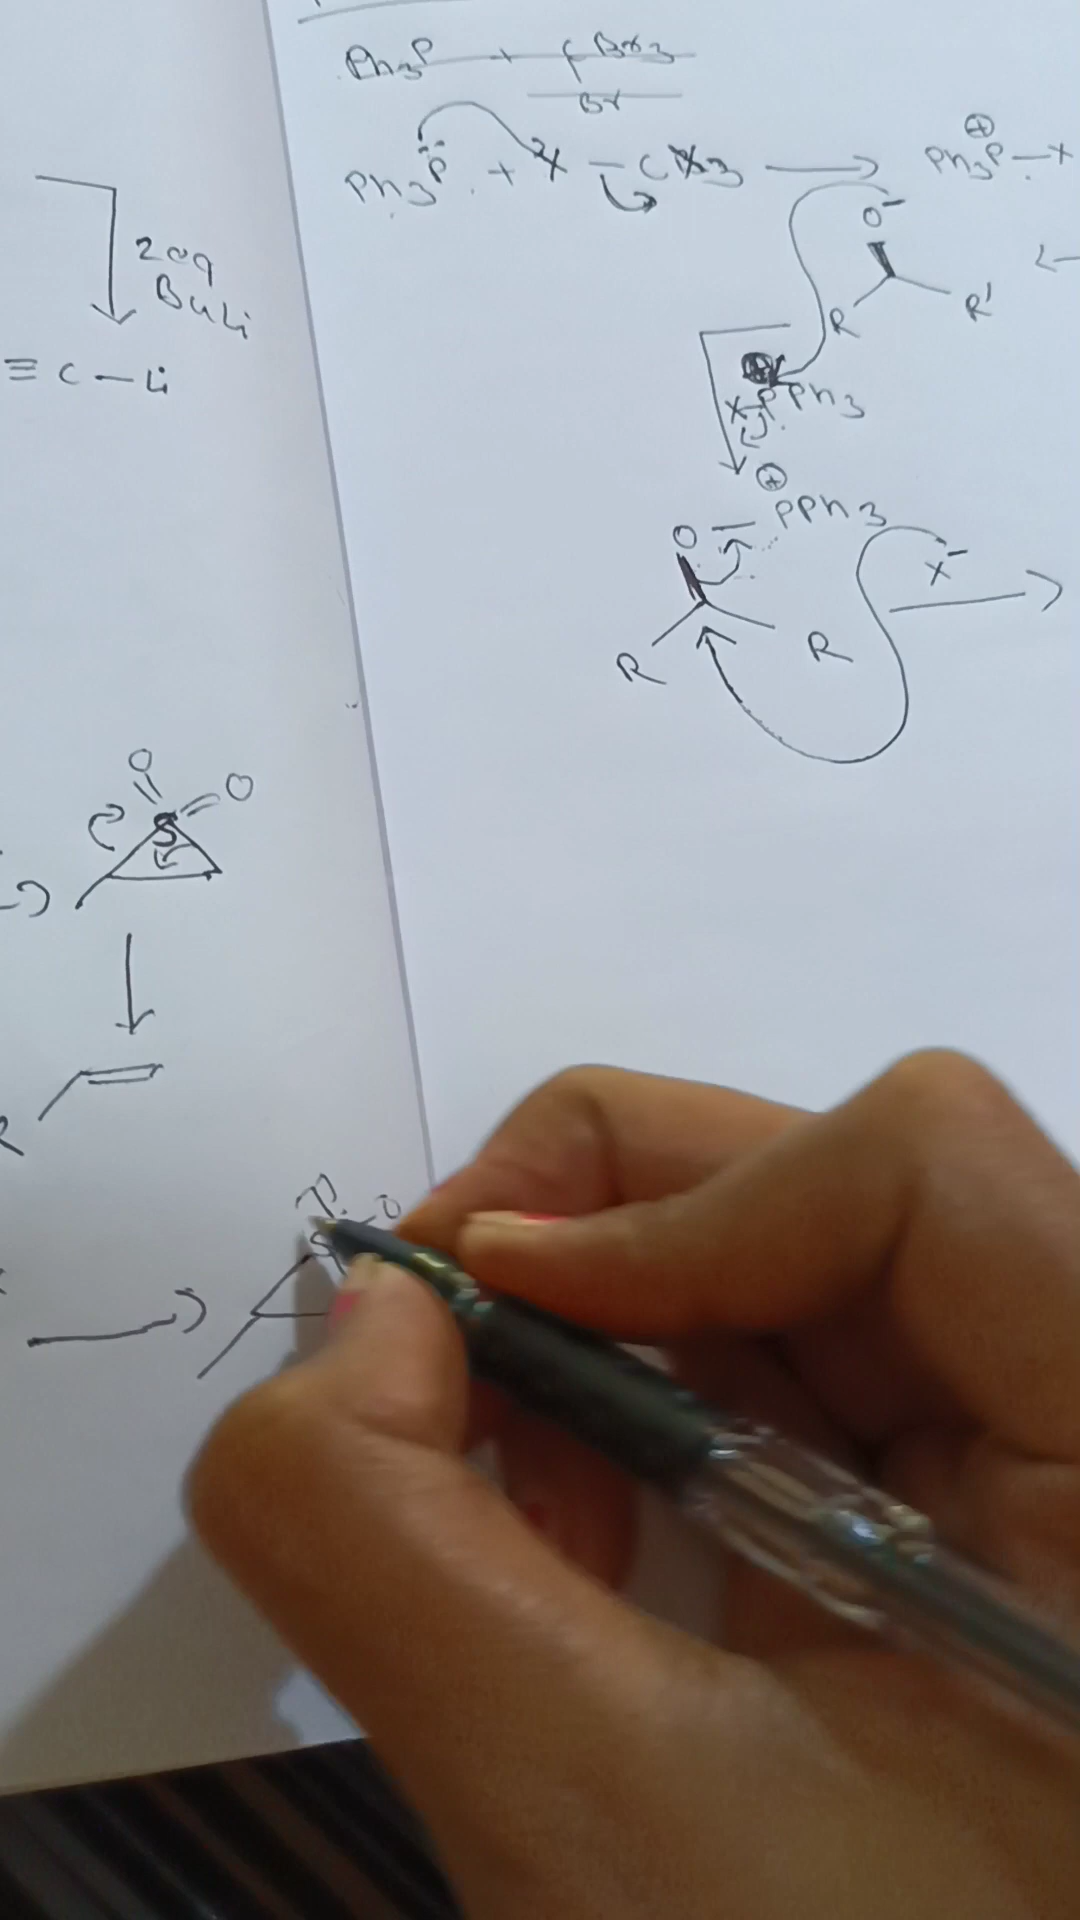 2eq
BuLi
≡ C — Li
O
O
S
R
O
S
Ph3P + CBr3
Br
Ph3P: + X — CX3 ⟶ Ph3P⊕—X
O-
R R'
⊕
X-PPh3
⊕
O — PPh3
X-
R R